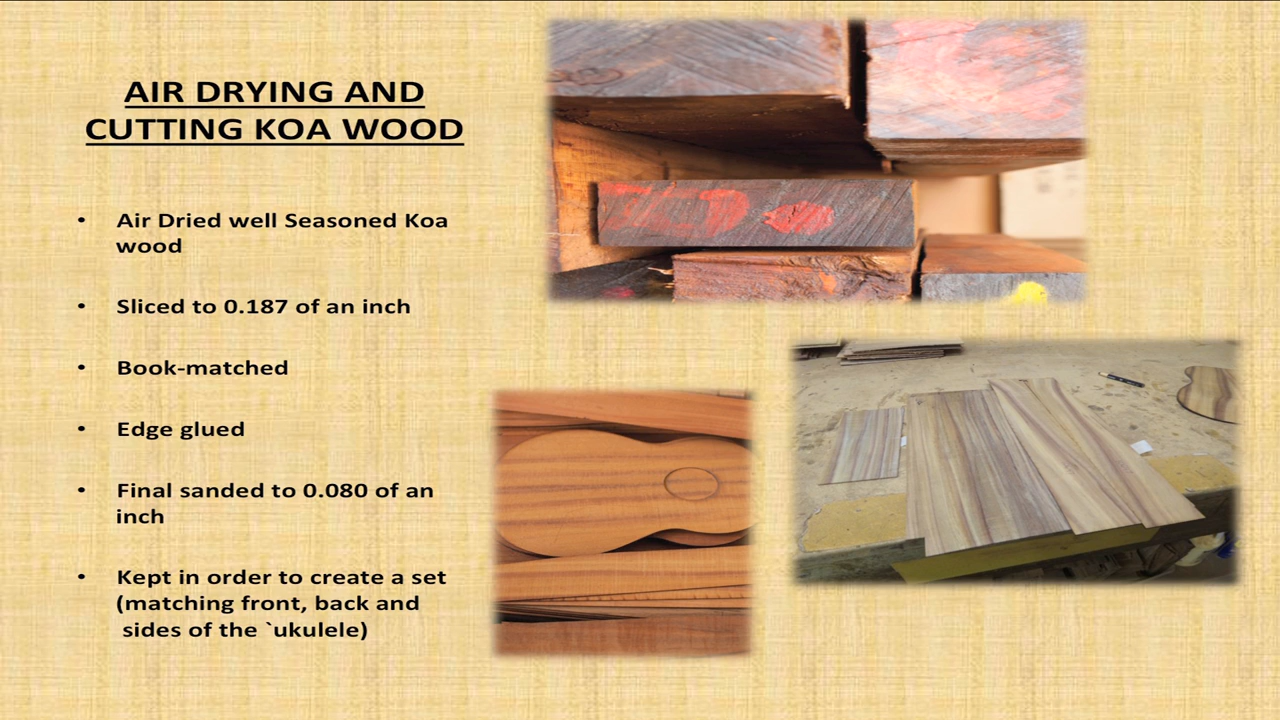 AIR DRYING AND
CUTTING KOA WOOD
• Air Dried well Seasoned Koa
wood
• Sliced to 0.187 of an inch
• Book-matched
• Edge glued
• Final sanded to 0.080 of an
inch
• Kept in order to create a set
(matching front, back and
sides of the `ukulele)